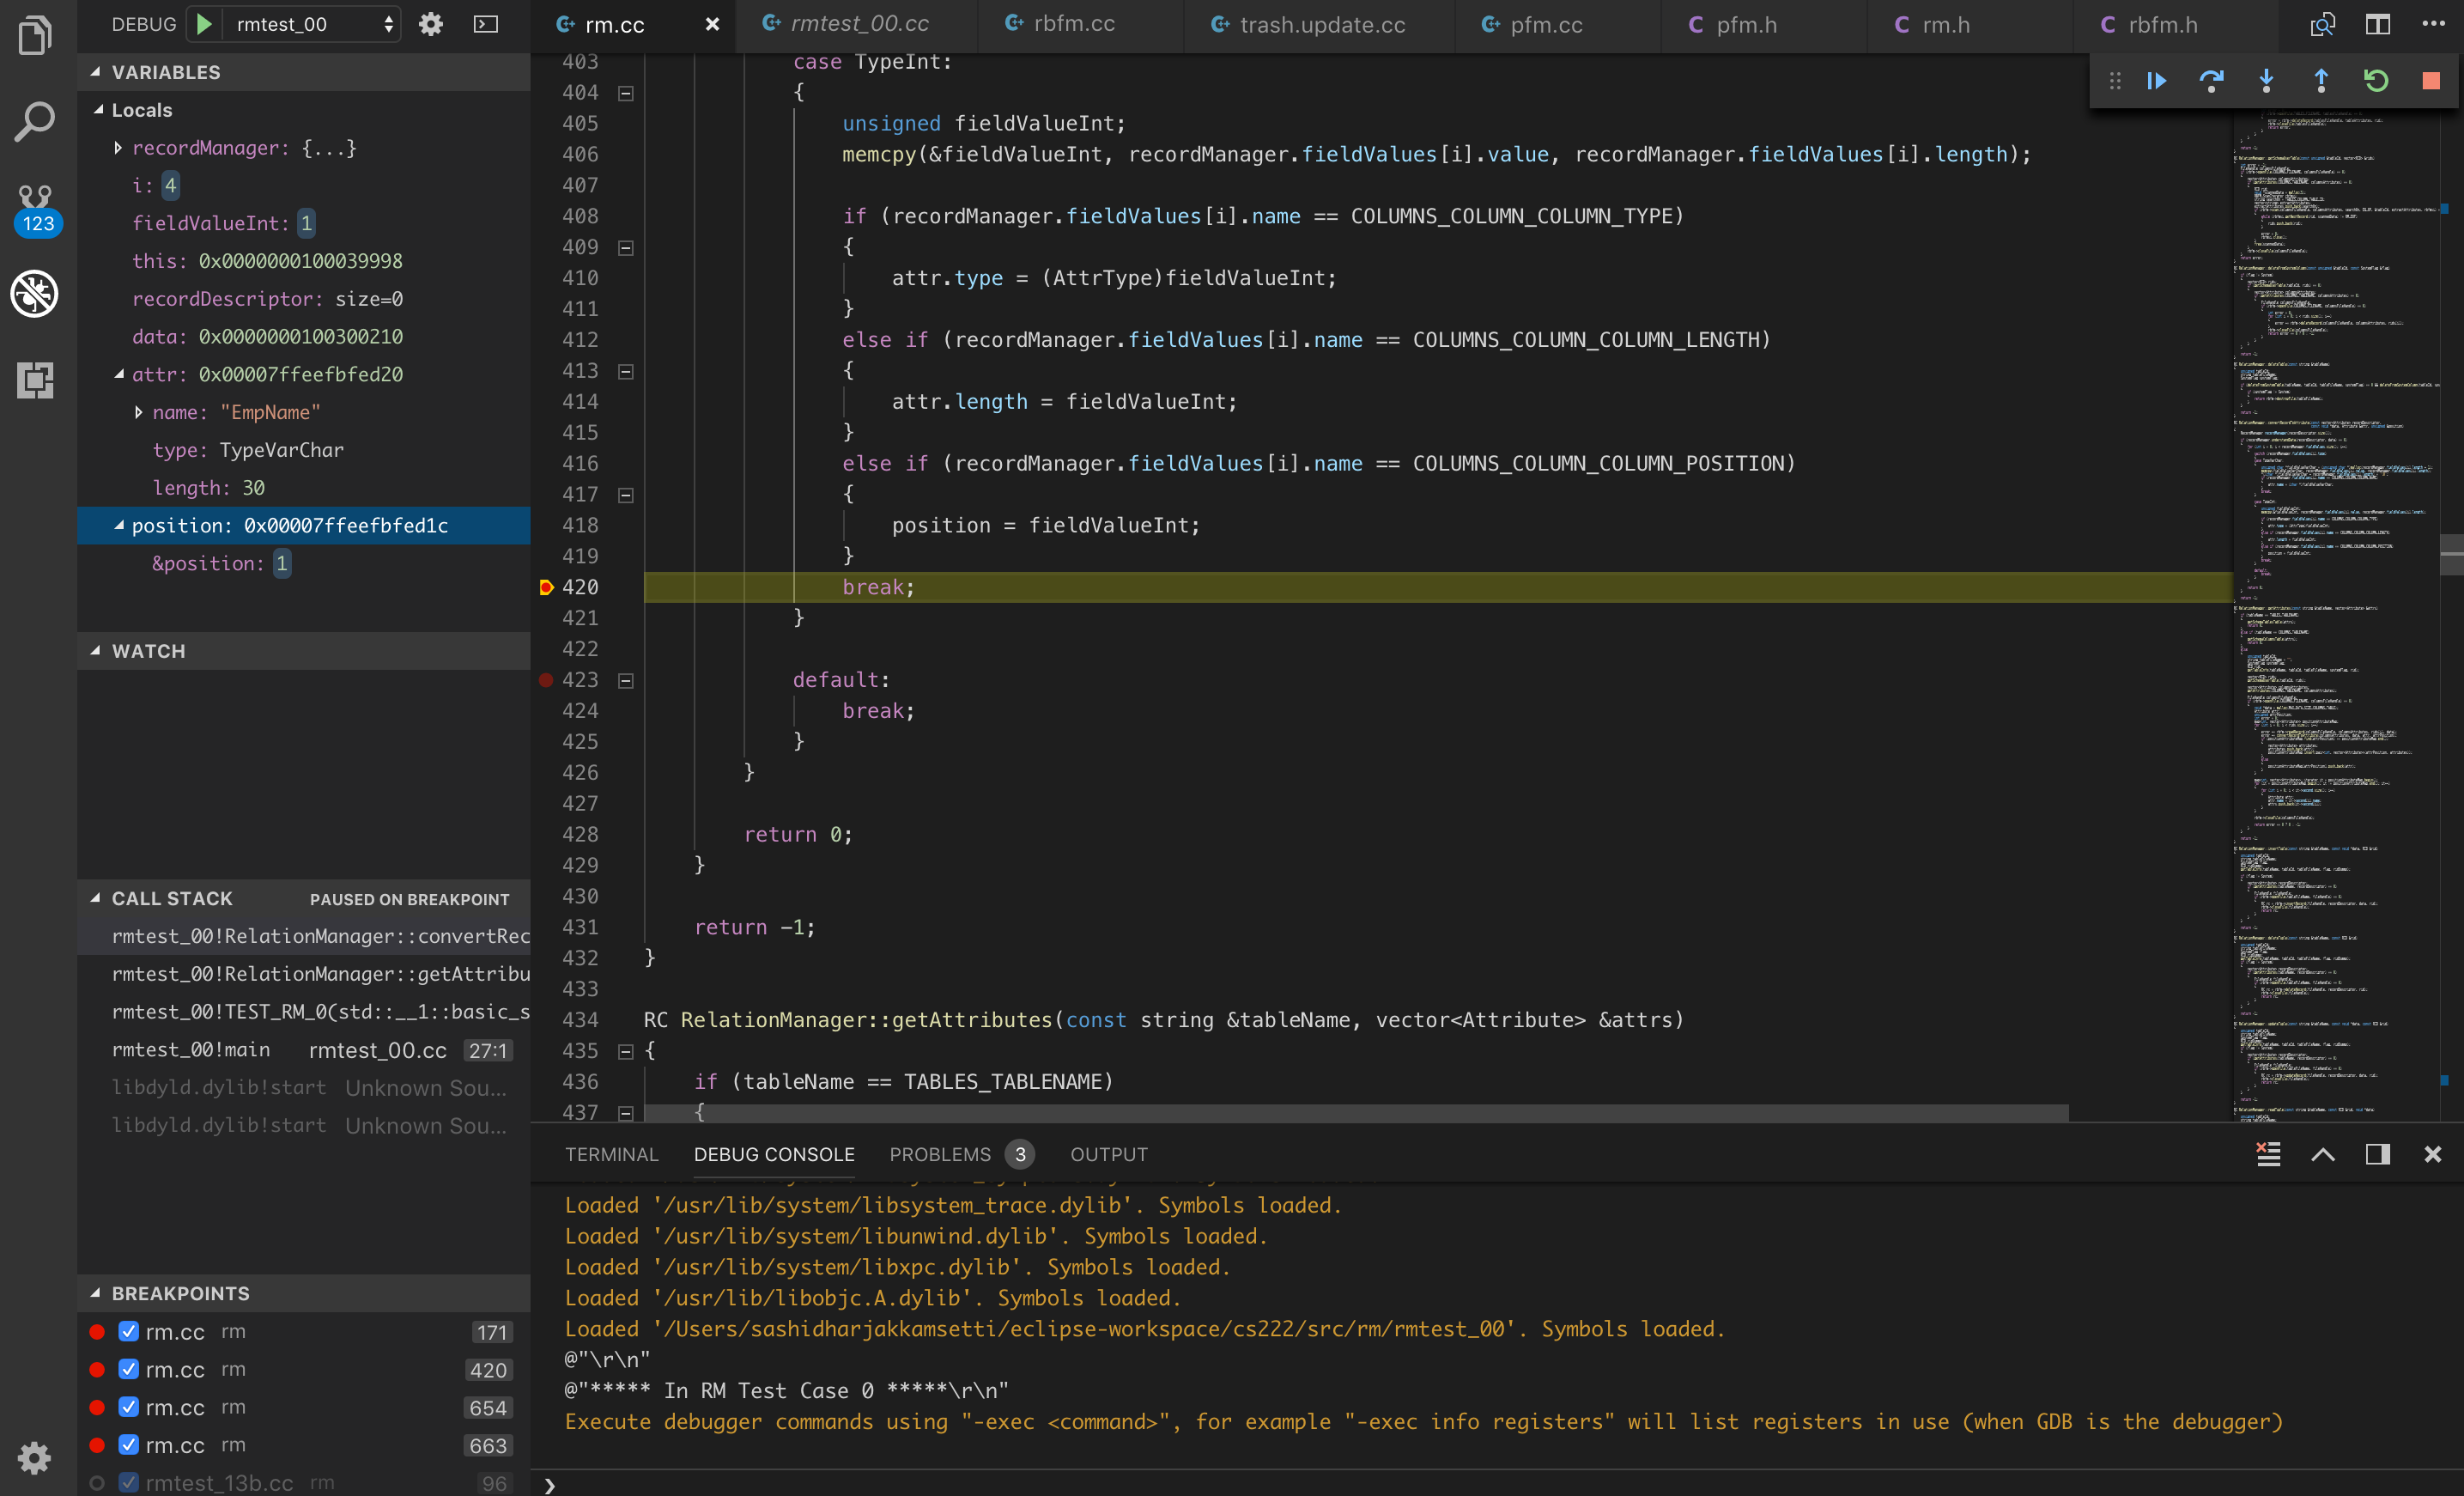 DEBUG rmtest_00
VARIABLES
Locals
recordManager: {...}
i: 4
fieldValueInt: 1
this: 0x0000000100039998
recordDescriptor: size=0
data: 0x0000000100300210
attr: 0x00007ffeefbfed20
name: "EmpName"
type: TypeVarChar
length: 30
position: 0x00007ffeefbfed1c
&position: 1
123
WATCH
CALL STACK PAUSED ON BREAKPOINT
rmtest_00!RelationManager::convertRec
rmtest_00!RelationManager::getAttribu
rmtest_00!TEST_RM_0(std::__1::basic_s
rmtest_00!main rmtest_00.cc 27:1
libdyld.dylib!start Unknown Sou...
libdyld.dylib!start Unknown Sou...
BREAKPOINTS
rm.cc rm 171
rm.cc rm 420
rm.cc rm 654
rm.cc rm 663
rmtest_13b.cc rm 96
rm.cc rmtest_00.cc rbfm.cc trash.update.cc pfm.cc pfm.h rm.h rbfm.h
403 case TypeInt:
404 {
405 unsigned fieldValueInt;
406 memcpy(&fieldValueInt, recordManager.fieldValues[i].value, recordManager.fieldValues[i].length);
407
408 if (recordManager.fieldValues[i].name == COLUMNS_COLUMN_COLUMN_TYPE)
409 {
410 attr.type = (AttrType)fieldValueInt;
411 }
412 else if (recordManager.fieldValues[i].name == COLUMNS_COLUMN_COLUMN_LENGTH)
413 {
414 attr.length = fieldValueInt;
415 }
416 else if (recordManager.fieldValues[i].name == COLUMNS_COLUMN_COLUMN_POSITION)
417 {
418 position = fieldValueInt;
419 }
420 break;
421 }
422
423 default:
424 break;
425 }
426 }
427
428 return 0;
429 }
430
431 return -1;
432 }
433
434 RC RelationManager::getAttributes(const string &tableName, vector<Attribute> &attrs)
435 {
436 if (tableName == TABLES_TABLENAME)
437 {
TERMINAL DEBUG CONSOLE PROBLEMS 3 OUTPUT
Loaded '/usr/lib/system/libsystem_trace.dylib'. Symbols loaded.
Loaded '/usr/lib/system/libunwind.dylib'. Symbols loaded.
Loaded '/usr/lib/system/libxpc.dylib'. Symbols loaded.
Loaded '/usr/lib/libobjc.A.dylib'. Symbols loaded.
Loaded '/Users/sashidharjakkamsetti/eclipse-workspace/cs222/src/rm/rmtest_00'. Symbols loaded.
@"\r\n"
@"***** In RM Test Case 0 *****\r\n"
Execute debugger commands using "-exec <command>", for example "-exec info registers" will list registers in use (when GDB is the debugger)